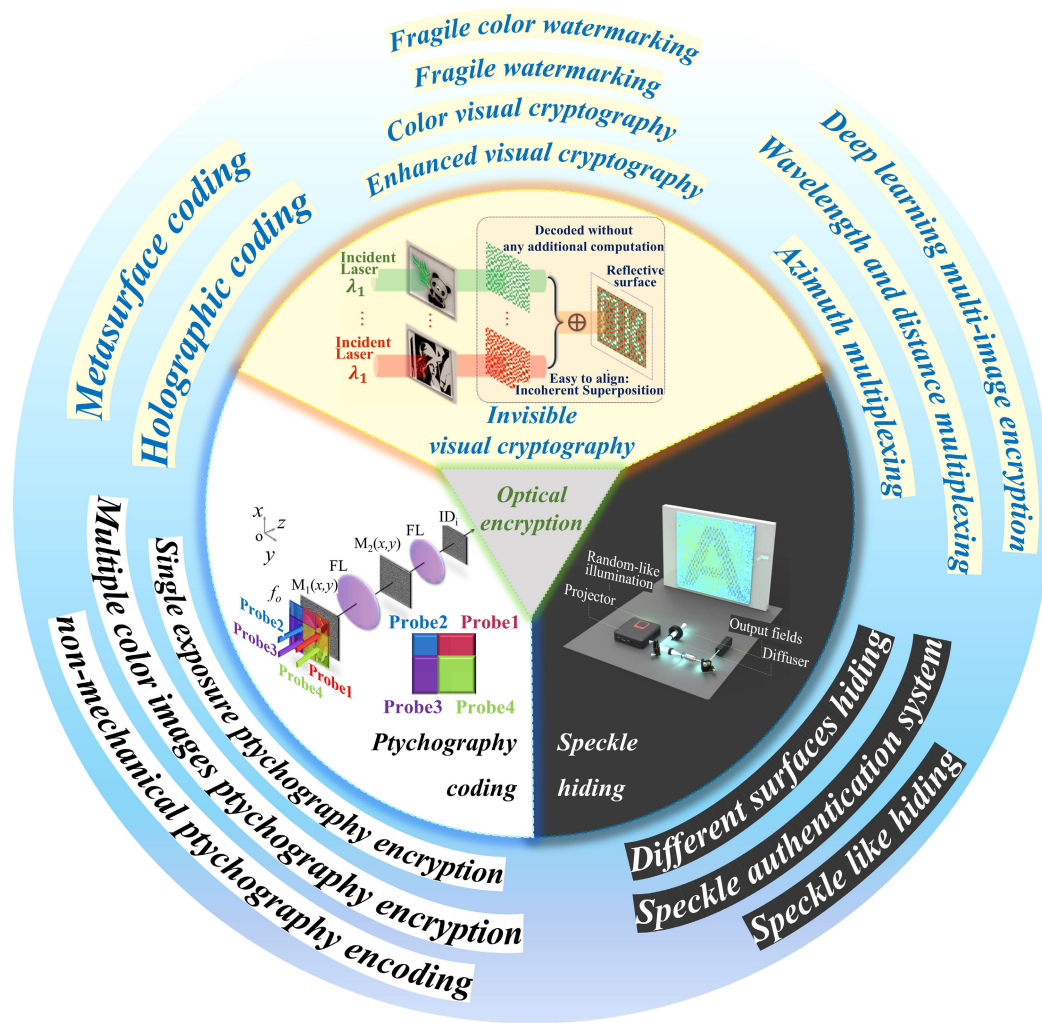 Fragile color watermarking
Fragile watermarking
Color visual cryptography
Enhanced visual cryptography
Metasurface coding
Holographic coding
Deep learning multi-image encryption
Wavelength and distance multiplexing
Azimuth multiplexing
Incident
Laser
λ₁
Incident
Laser
λ₁
Decoded without
any additional computation
Reflective
surface
⊕
Easy to align:
Incoherent Superposition
Invisible
visual cryptography
Optical
encryption
x
z
o
y
f₀
M₁(x,y)
FL
M₂(x,y)
FL
IDᵢ
Probe2
Probe3
Probe4
Probe1
Probe2
Probe1
Probe3
Probe4
Ptychography
coding
Random-like
illumination
Projector
Output fields
Diffuser
Speckle
hiding
Single exposure ptychography encryption
Multiple color images ptychography encryption
non-mechanical ptychography encoding
Different surfaces hiding
Speckle authentication system
Speckle like hiding